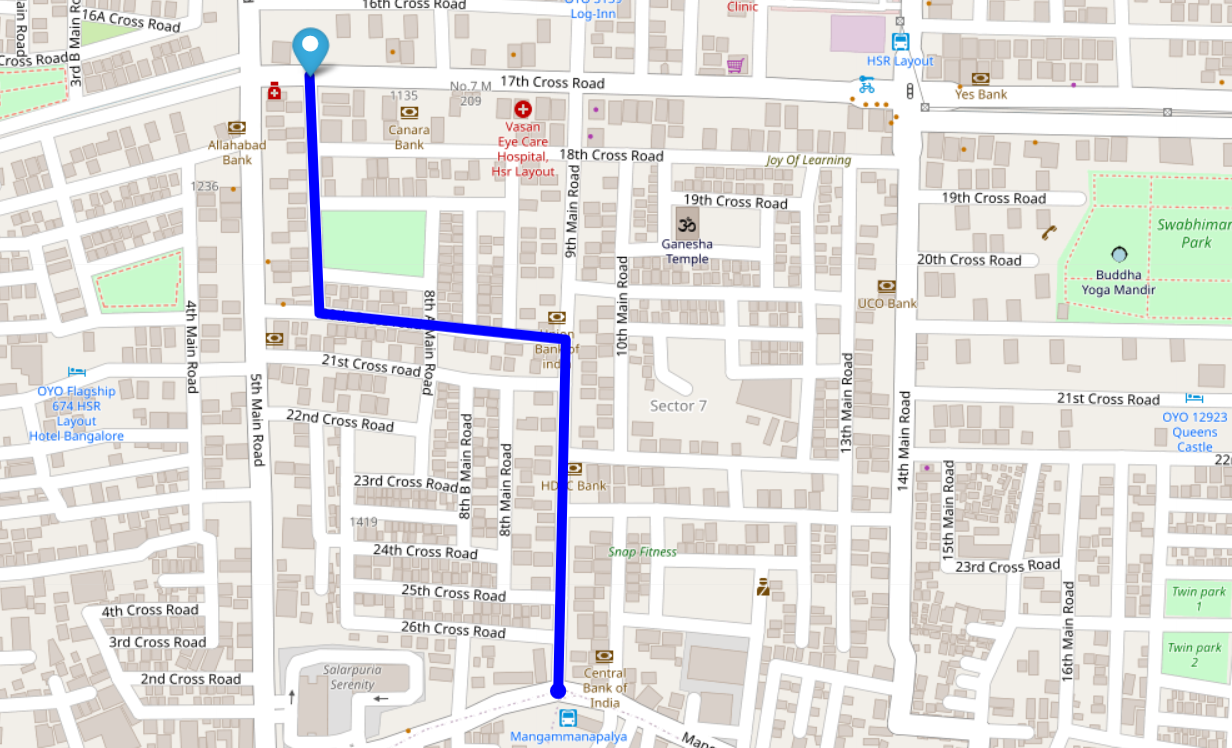 16th Cross Road
OYO 5159
Log-Inn
Clinic
16A Cross Road
3rd B Main
Cross Road
HSR Layout
17th Cross Road
No.7 M
209
1135
Yes Bank
Canara
Bank
Vasan
Eye Care
Hospital,
Hsr Layout
Allahabad
Bank
18th Cross Road
Joy Of Learning
1236
9th Main Road
19th Cross Road
19th Cross Road
Ganesha
Temple
Swabhiman
Park
20th Cross Road
Buddha
Yoga Mandir
10th Main Road
UCO Bank
4th Main Road
8th A Main Road
Union
Bank of
india
21st Cross road
13th Main Road
OYO Flagship
674 HSR
Layout
Hotel Bangalore
5th Main Road
Sector 7
14th Main Road
21st Cross Road
OYO 12923
Queens
Castle
22nd Cross Road
8th B Main Road
8th Main Road
15th Main Road
23rd Cross Road
HDFC Bank
1419
24th Cross Road
Snap Fitness
23rd Cross Road
25th Cross Road
16th Main Road
Twin park
1
4th Cross Road
26th Cross Road
3rd Cross Road
Twin park
2
2nd Cross Road
Salarpuria
Serenity
Central
Bank of
India
Mangammanapalya